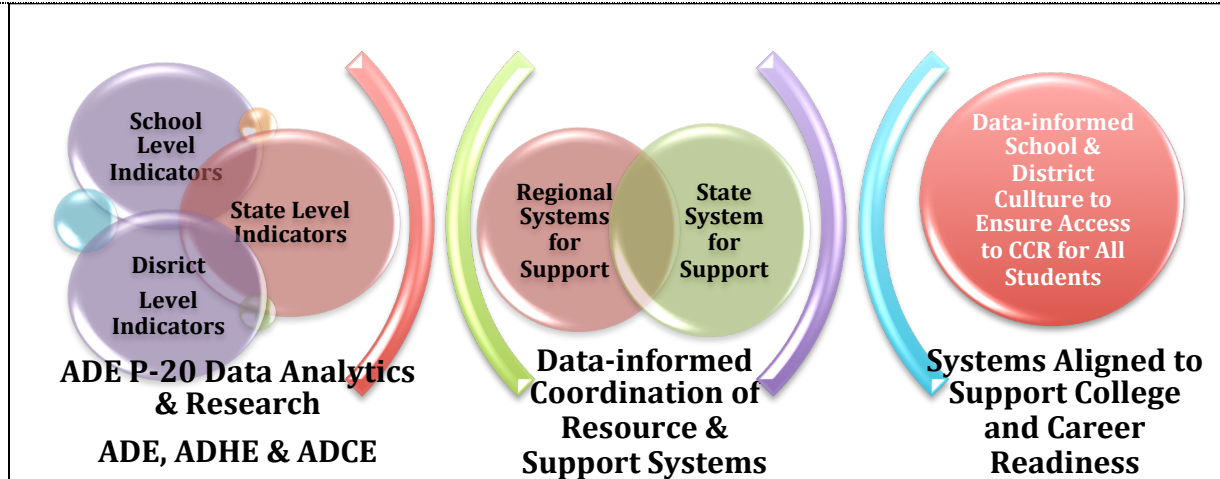 School
Level
Indicators
State Level
Indicators
Disrict
Level
Indicators
ADE P-20 Data Analytics
& Research
ADE, ADHE & ADCE
Regional
Systems
for
Support
State
System
for
Support
Data-informed
Coordination of
Resource &
Support Systems
Data-informed
School &
District
Cullture to
Ensure Access
to CCR for All
Students
Systems Aligned to
Support College
and Career
Readiness